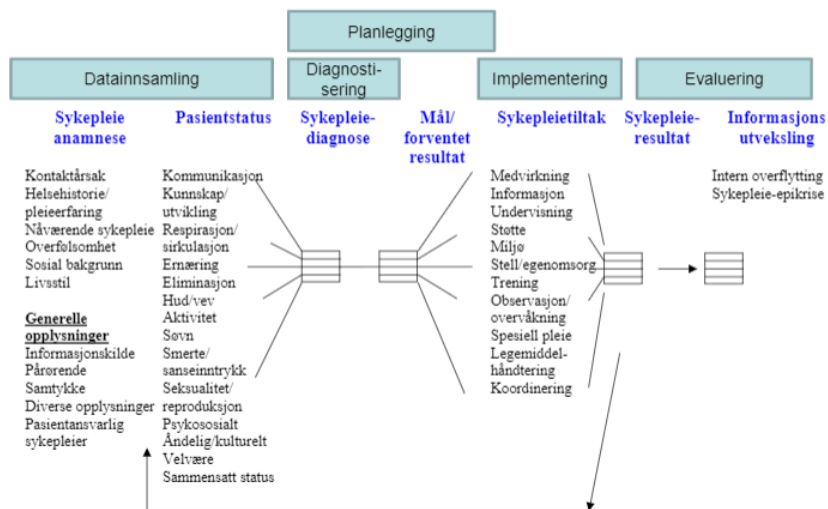 Planlegging
Datainnsamling
Diagnosti-
sering
Implementering
Evaluering
Sykepleie
anamnese
Pasientstatus
Sykepleie-
diagnose
Mål/
forventet
resultat
Sykepleietiltak
Sykepleie-
resultat
Informasjons
utveksling
Kontaktårsak
Helsehistorie/
pleieerfaring
Nåværende sykepleie
Overfølsomhet
Sosial bakgrunn
Livsstil
Generelle
opplysninger
Informasjonskilde
Pårørende
Samtykke
Diverse opplysninger
Pasientansvarlig
sykepleier
Kommunikasjon
Kunnskap/
utvikling
Respirasjon/
sirkulasjon
Ernæring
Eliminasjon
Hud/vev
Aktivitet
Søvn
Smerte/
sanseinntrykk
Seksualitet/
reproduksjon
Psykososialt
Åndelig/kulturelt
Velvære
Sammensatt status
Medvirkning
Informasjon
Undervisning
Støtte
Miljø
Stell/egenomsorg
Trening
Observasjon/
overvåkning
Spesiell pleie
Legemiddel-
håndtering
Koordinering
Intern overflytting
Sykepleie-epikrise